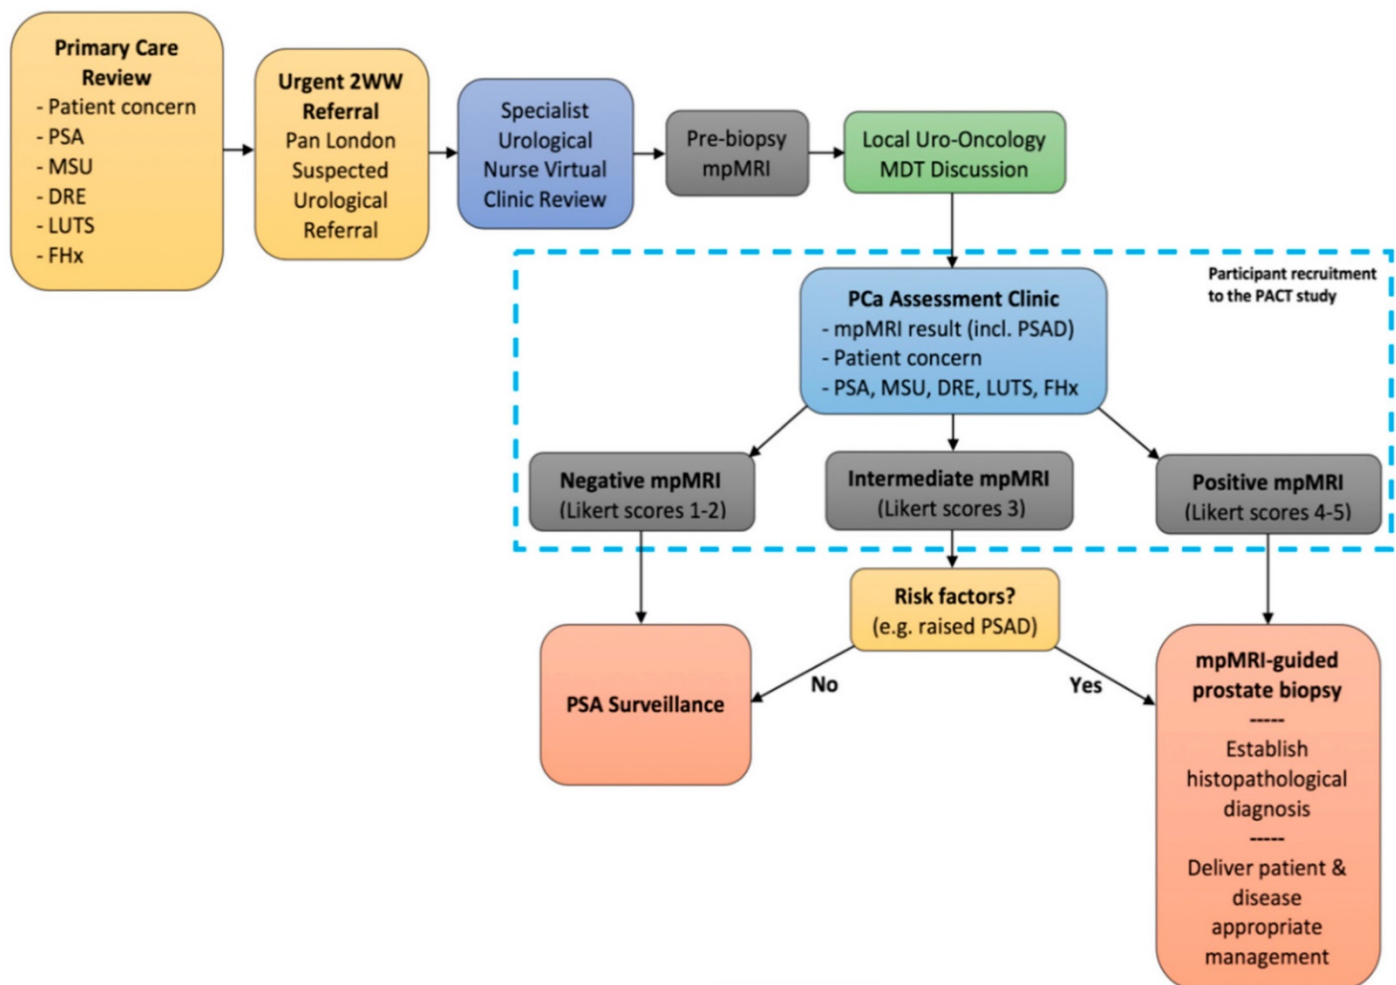 Primary Care
Review
- Patient concern
- PSA
- MSU
- DRE
- LUTS
- FHx
Urgent 2WW
Referral
Pan London
Suspected
Urological
Referral
Specialist
Urological
Nurse Virtual
Clinic Review
Pre-biopsy
mpMRI
Local Uro-Oncology
MDT Discussion
Participant recruitment
to the PACT study
PCa Assessment Clinic
- mpMRI result (incl. PSAD)
- Patient concern
- PSA, MSU, DRE, LUTS, FHx
Negative mpMRI
(Likert scores 1-2)
Intermediate mpMRI
(Likert scores 3)
Positive mpMRI
(Likert scores 4-5)
Risk factors?
(e.g. raised PSAD)
No
Yes
PSA Surveillance
mpMRI-guided
prostate biopsy
-----
Establish
histopathological
diagnosis
-----
Deliver patient &
disease
appropriate
management